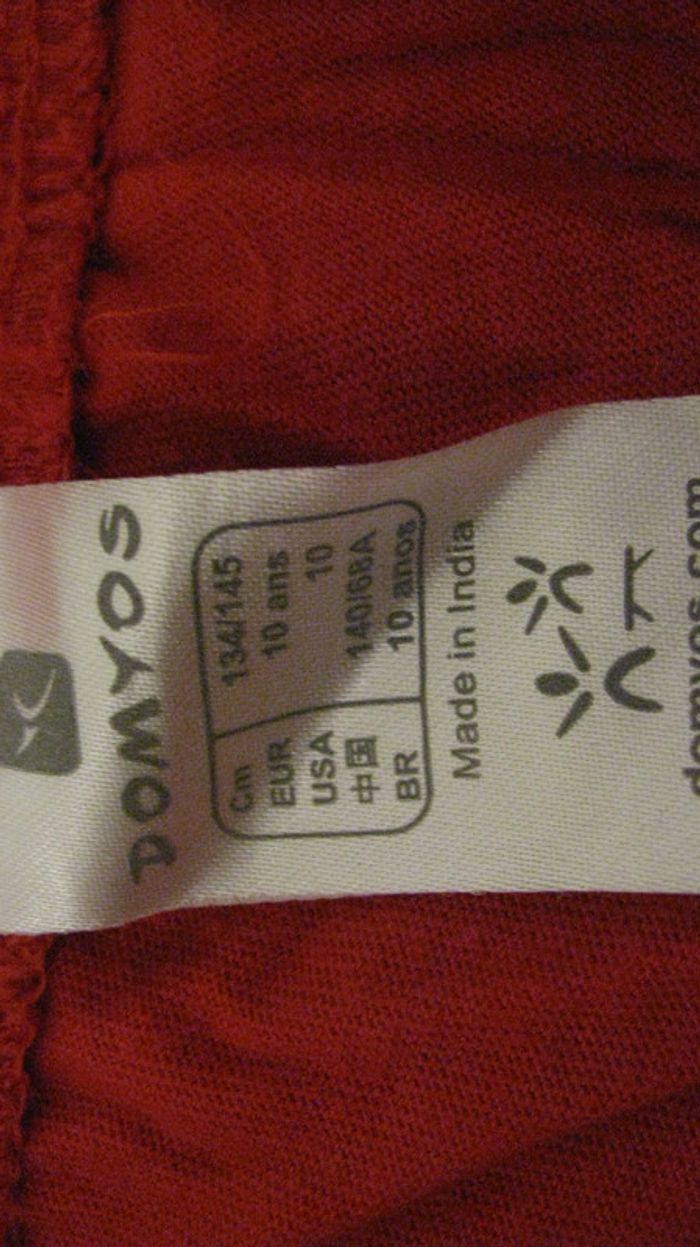 DOMYOS
Cm 134/145
EUR 10 ans
USA 10
中国 140/68A
BR 10 anos
Made in India
domyos.com